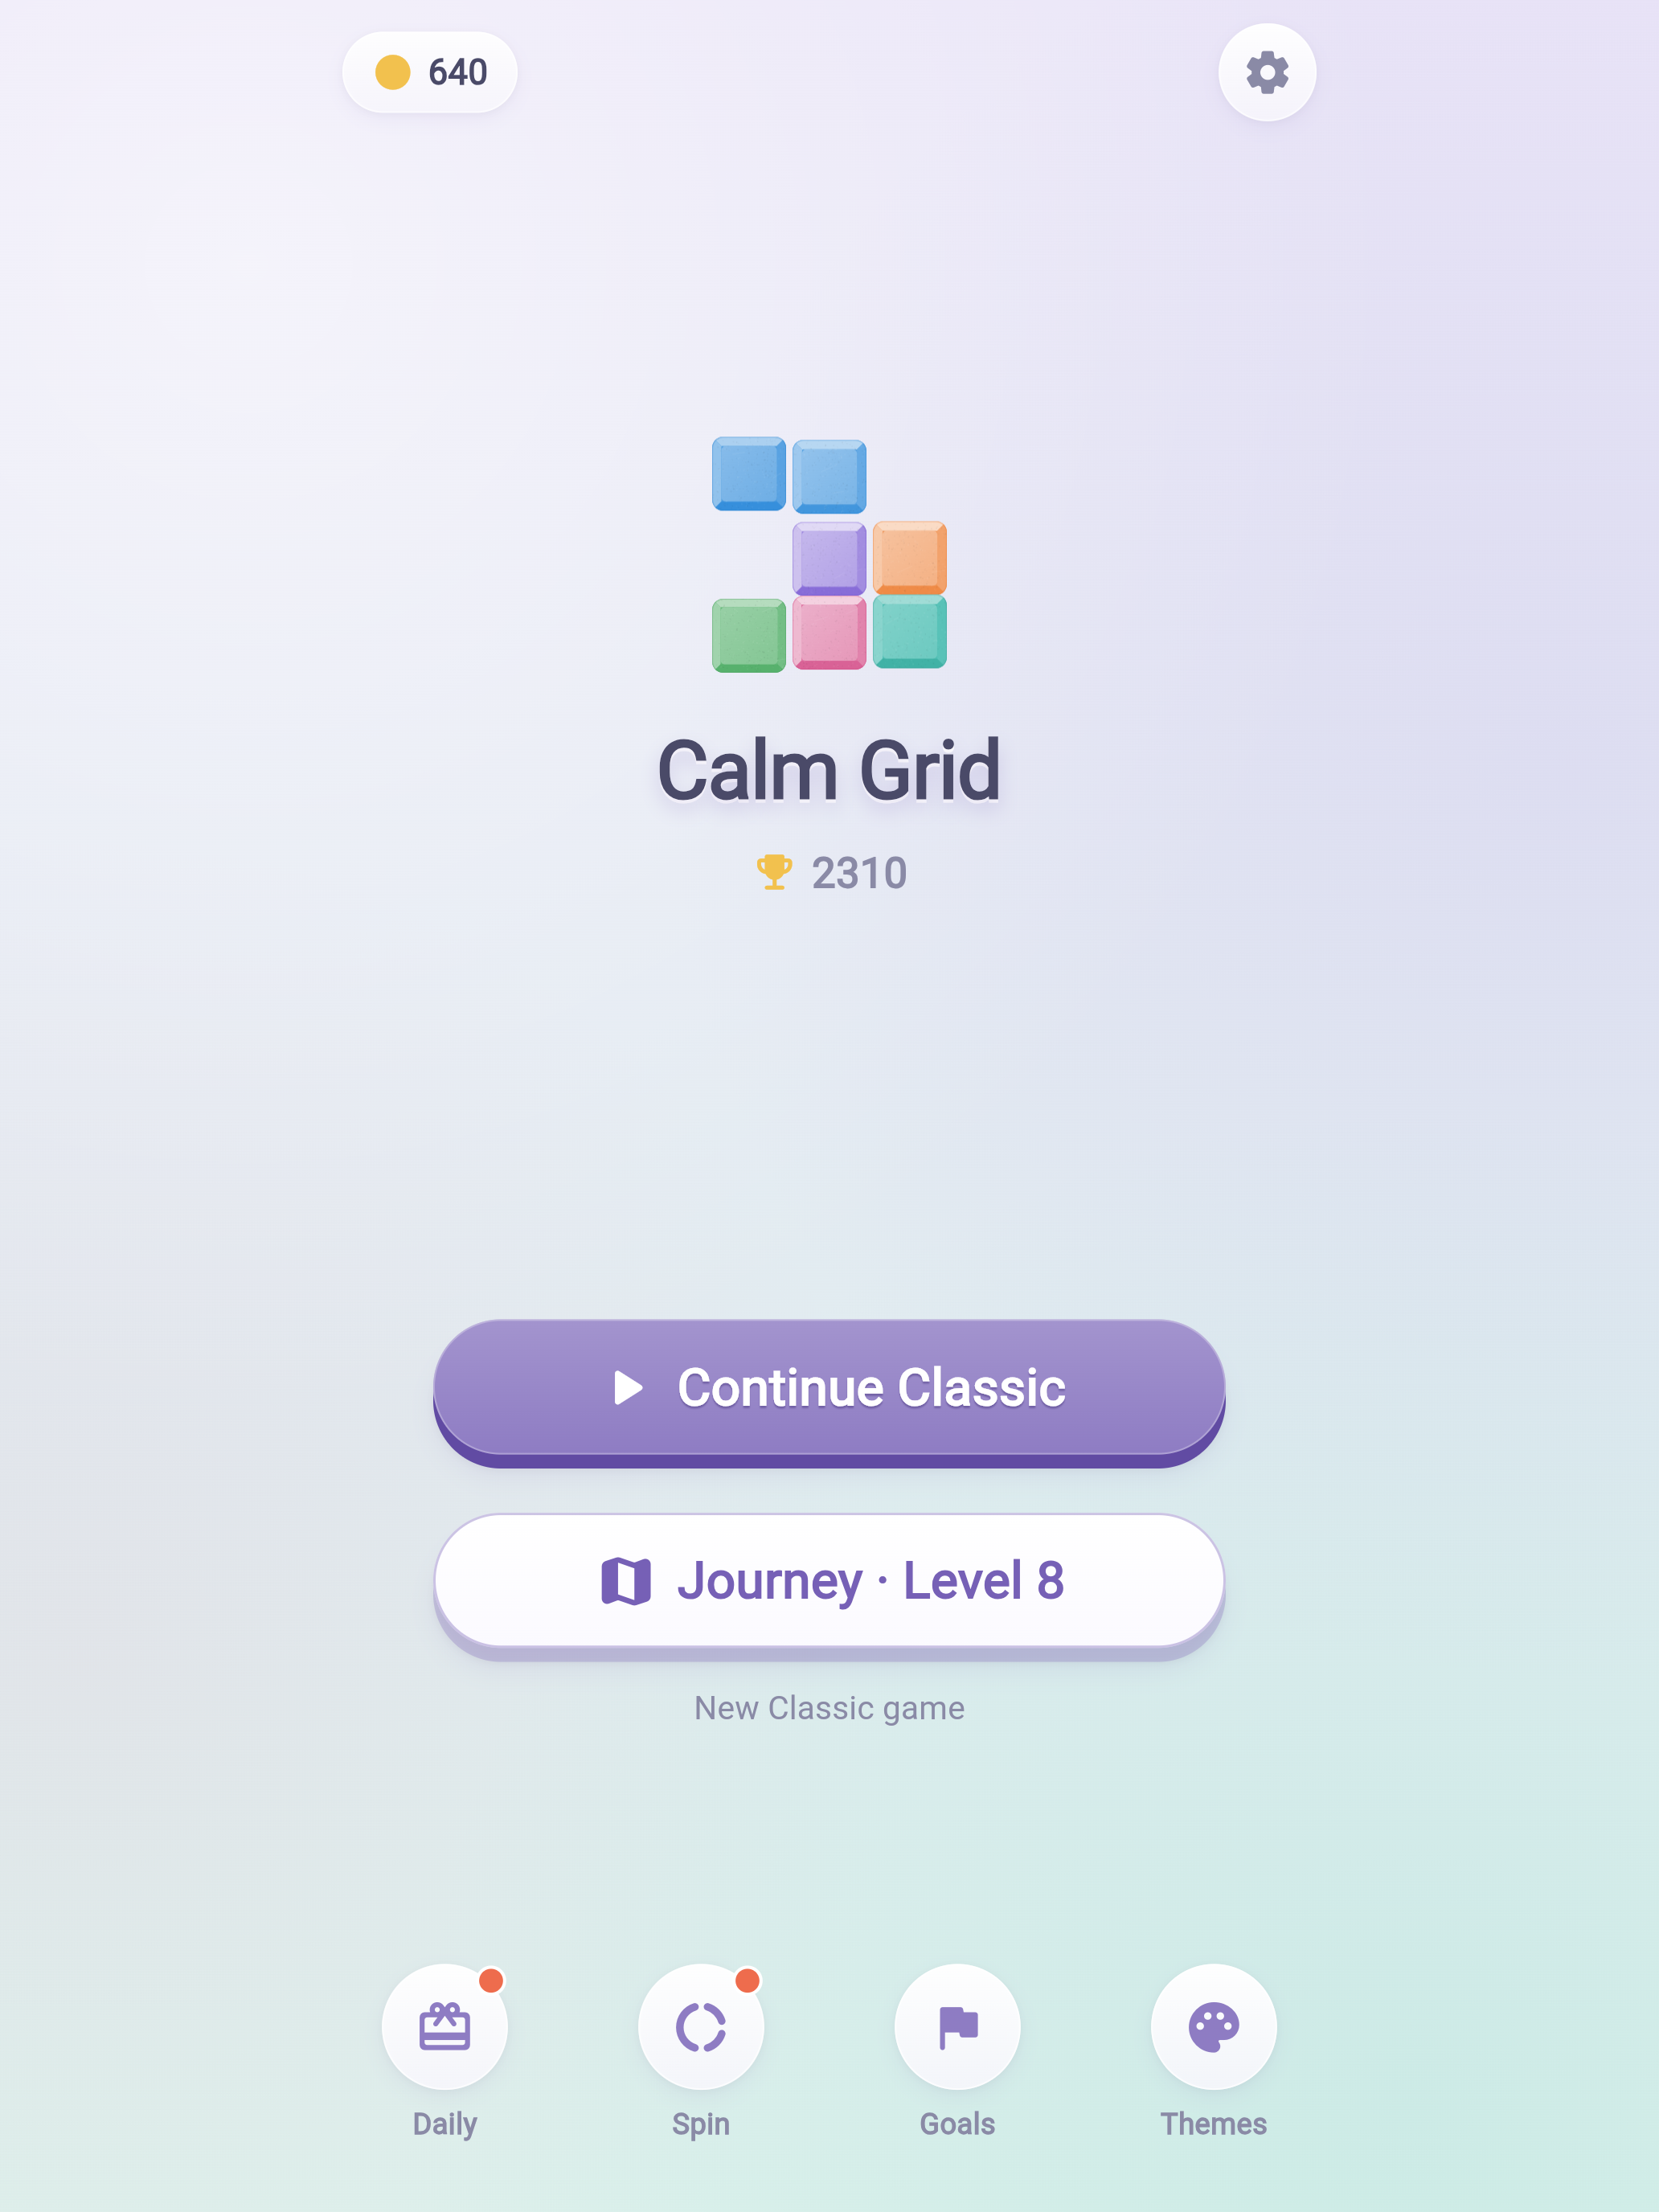 640
Calm Grid
2310
Continue Classic
Journey · Level 8
New Classic game
Daily
Spin
Goals
Themes